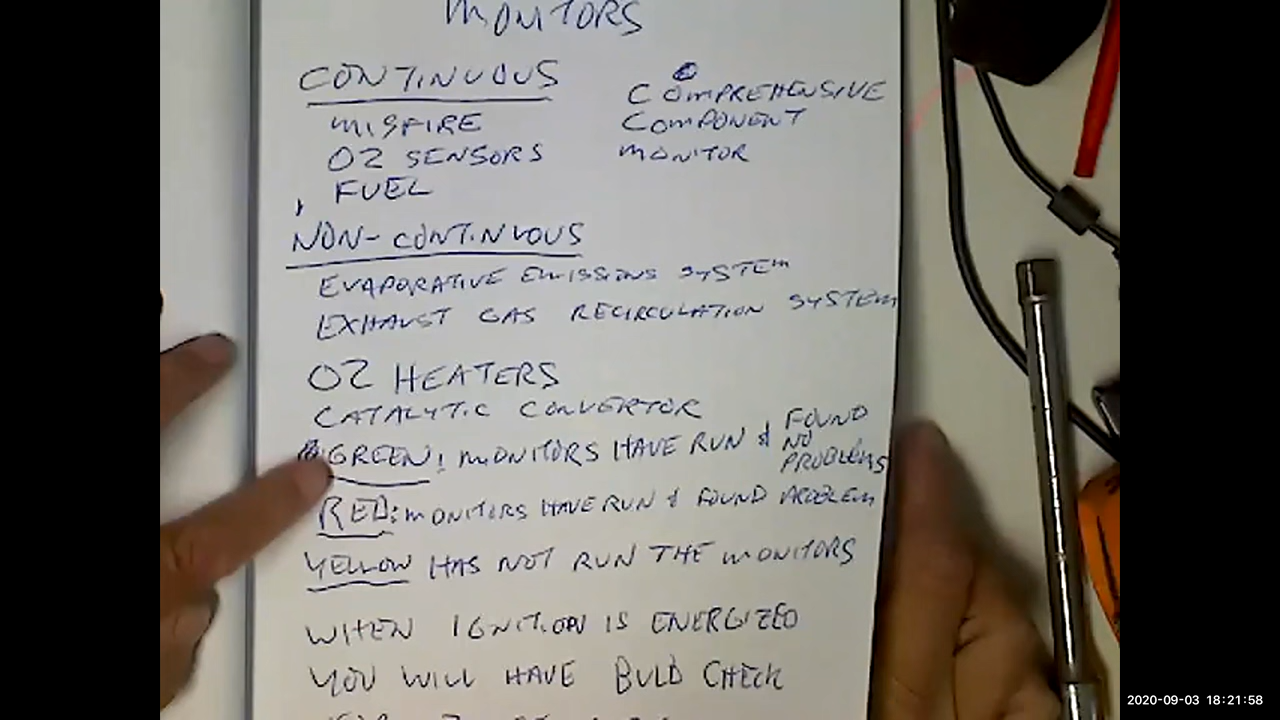 MONITORS
CONTINUOUS
MISFIRE
O2 SENSORS
FUEL
COMPREHENSIVE
COMPONENT
MONITOR
NON-CONTINUOUS
EVAPORATIVE EMISSIONS SYSTEM
EXHAUST GAS RECIRCULATION SYSTEM
O2 HEATERS
CATALYTIC CONVERTOR
GREEN: MONITORS HAVE RUN & FOUND NO PROBLEMS
RED: MONITORS HAVE RUN & FOUND PROBLEM
YELLOW HAS NOT RUN THE MONITORS
WHEN IGNITION IS ENERGIZED
YOU WILL HAVE BULB CHECK
2020-09-03 18:21:58